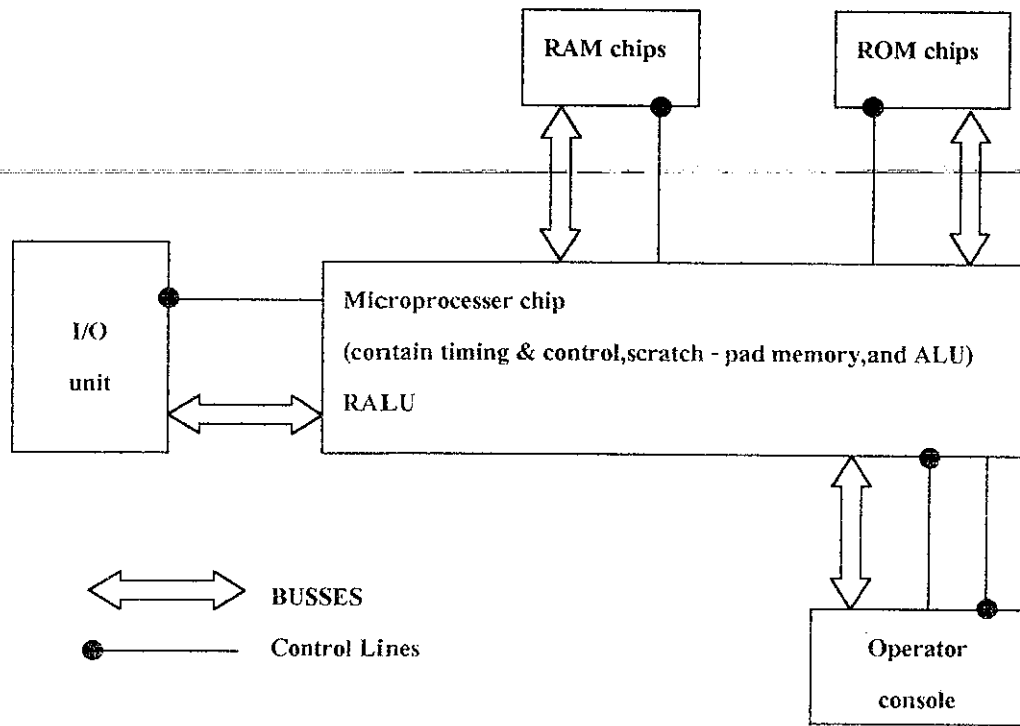 RAM chips
ROM chips
I/O
unit
Microprocesser chip
(contain timing & control,scratch - pad memory,and ALU)
RALU
BUSSES
Control Lines
Operator
console